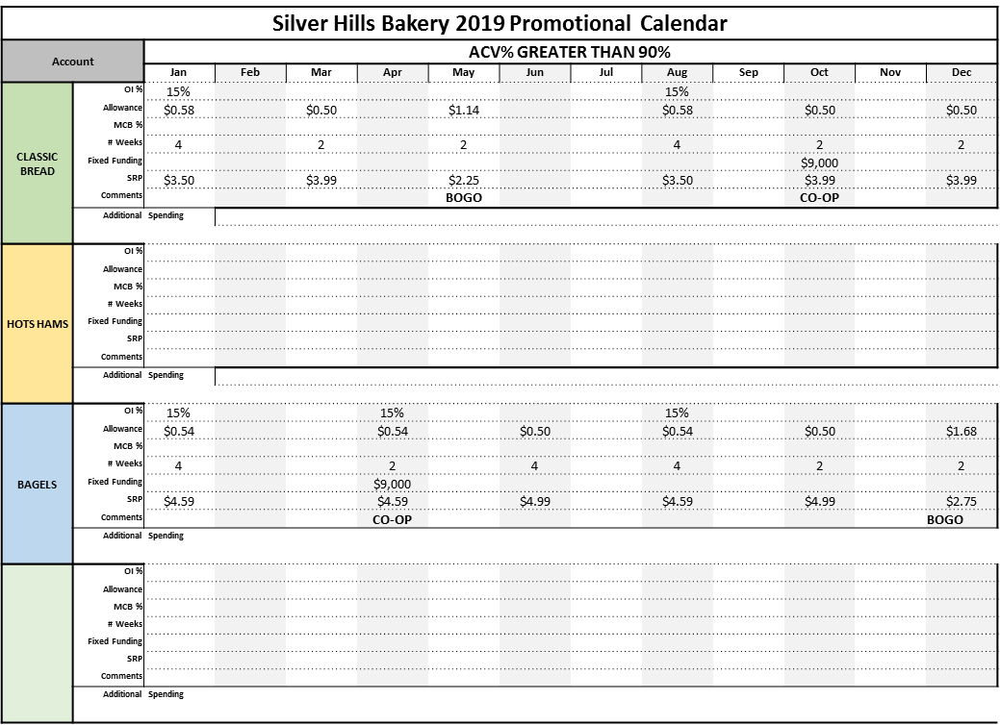 Silver Hills Bakery 2019 Promotional Calendar
Account
ACV% GREATER THAN 90%
Jan Feb Mar Apr May Jun Jul Aug Sep Oct Nov Dec
CLASSIC BREAD
OI % 15% 15%
Allowance $0.58 $0.50 $1.14 $0.58 $0.50 $0.50
MCB %
# Weeks 4 2 2 4 2 2
Fixed Funding $9,000
SRP $3.50 $3.99 $2.25 $3.50 $3.99 $3.99
Comments BOGO CO-OP
Additional Spending
HOTS HAMS
OI %
Allowance
MCB %
# Weeks
Fixed Funding
SRP
Comments
Additional Spending
BAGELS
OI % 15% 15% 15%
Allowance $0.54 $0.54 $0.50 $0.54 $0.50 $1.68
MCB %
# Weeks 4 2 4 4 2 2
Fixed Funding $9,000
SRP $4.59 $4.59 $4.99 $4.59 $4.99 $2.75
Comments CO-OP BOGO
Additional Spending
OI %
Allowance
MCB %
# Weeks
Fixed Funding
SRP
Comments
Additional Spending